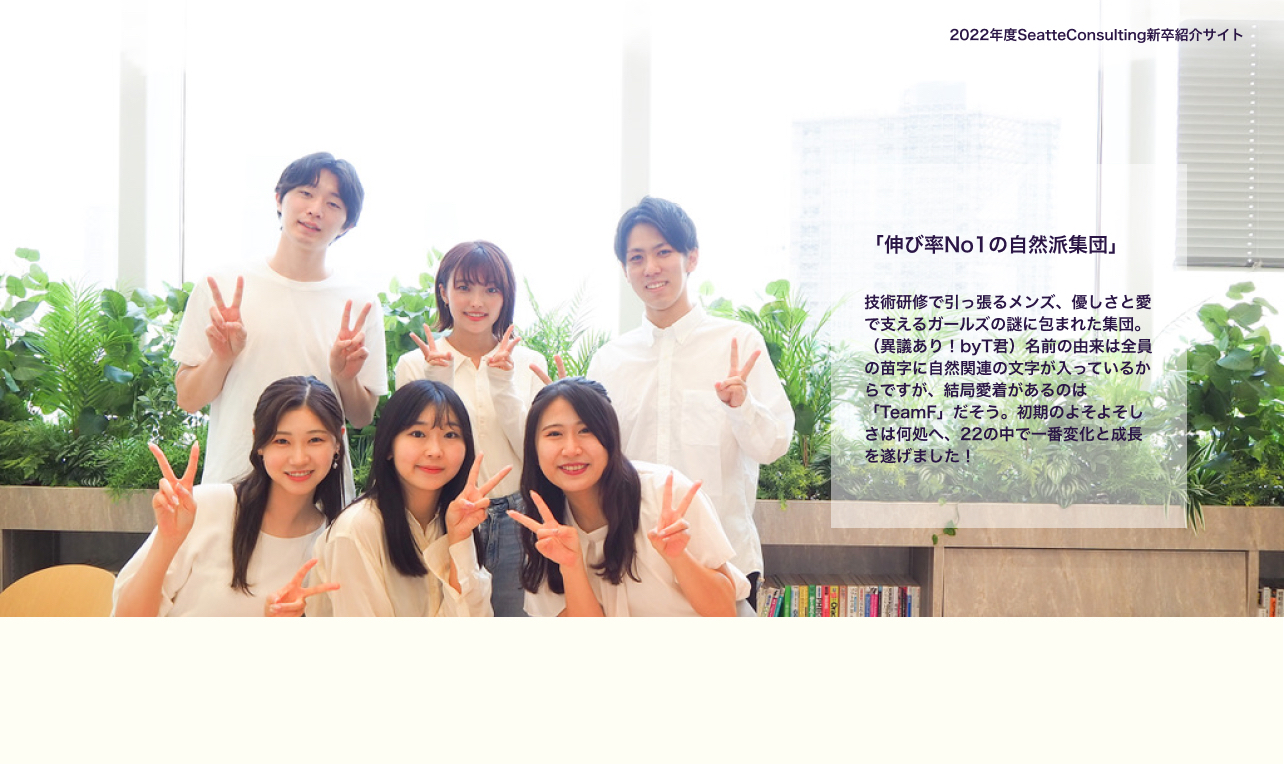 2022年度SeatteConsulting新卒紹介サイト
「伸び率No1の自然派集団」
技術研修で引っ張るメンズ、優しさと愛
で支えるガールズの謎に包まれた集団。
（異議あり！byT君）名前の由来は全員
の苗字に自然関連の文字が入っているか
らですが、結局愛着があるのは
「TeamF」だそう。初期のよそよそし
さは何処へ、22の中で一番変化と成長
を遂げました！